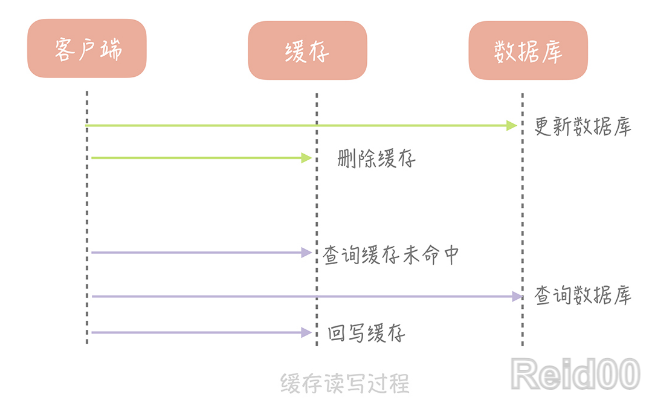 客户端
缓存
数据库
更新数据库
删除缓存
查询缓存未命中
查询数据库
回写缓存
缓存读写过程
Reid00